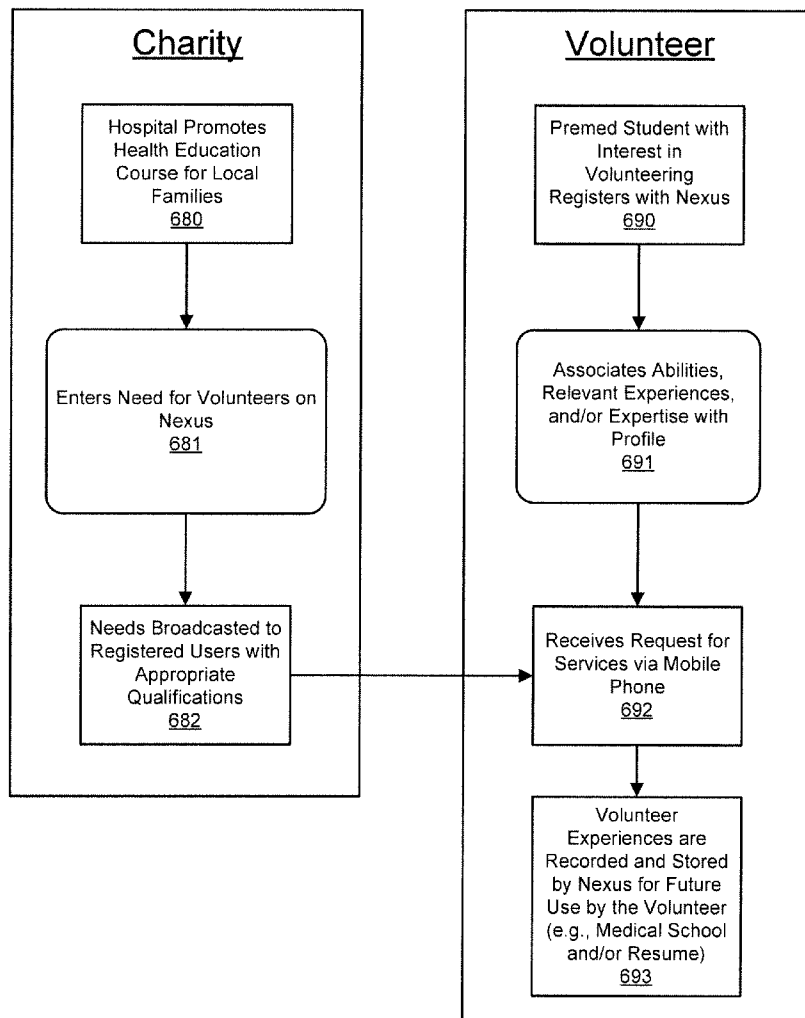 Charity
Hospital Promotes
Health Education
Course for Local
Families
680
Enters Need for Volunteers on
Nexus
681
Needs Broadcasted to
Registered Users with
Appropriate
Qualifications
682
Volunteer
Premed Student with
Interest in
Volunteering
Registers with Nexus
690
Associates Abilities,
Relevant Experiences,
and/or Expertise with
Profile
691
Receives Request for
Services via Mobile
Phone
692
Volunteer
Experiences are
Recorded and Stored
by Nexus for Future
Use by the Volunteer
(e.g., Medical School
and/or Resume)
693